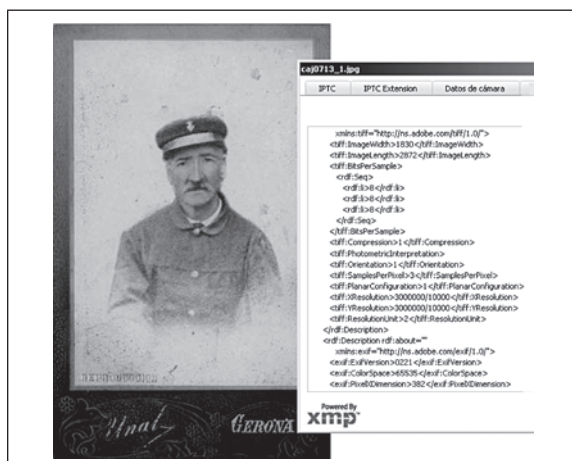 caj0713_1.jpg
IPTC
IPTC Extension
Datos de cámara
xmlns:tiff="http://ns.adobe.com/tiff/1.0/">
<tiff:ImageWidth>1830</tiff:ImageWidth>
<tiff:ImageLength>2872</tiff:ImageLength>
<tiff:BitsPerSample>
<rdf:Seq>
<rdf:li>8</rdf:li>
<rdf:li>8</rdf:li>
<rdf:li>8</rdf:li>
</rdf:Seq>
</tiff:BitsPerSample>
<tiff:Compression>1</tiff:Compression>
<tiff:PhotometricInterpretation>
<tiff:Orientation>1</tiff:Orientation>
<tiff:SamplesPerPixel>3</tiff:SamplesPerPixel>
<tiff:PlanarConfiguration>1</tiff:PlanarConfiguration>
<tiff:XResolution>3000000/10000</tiff:XResolution>
<tiff:YResolution>3000000/10000</tiff:YResolution>
<tiff:ResolutionUnit>2</tiff:ResolutionUnit>
</rdf:Description>
<rdf:Description rdf:about=""
xmlns:exif="http://ns.adobe.com/exif/1.0/">
<exif:ExifVersion>0221</exif:ExifVersion>
<exif:ColorSpace>65535</exif:ColorSpace>
<exif:PixelXDimension>382</exif:PixelXDimension>
Powered By
xmp
Unal
GERONA